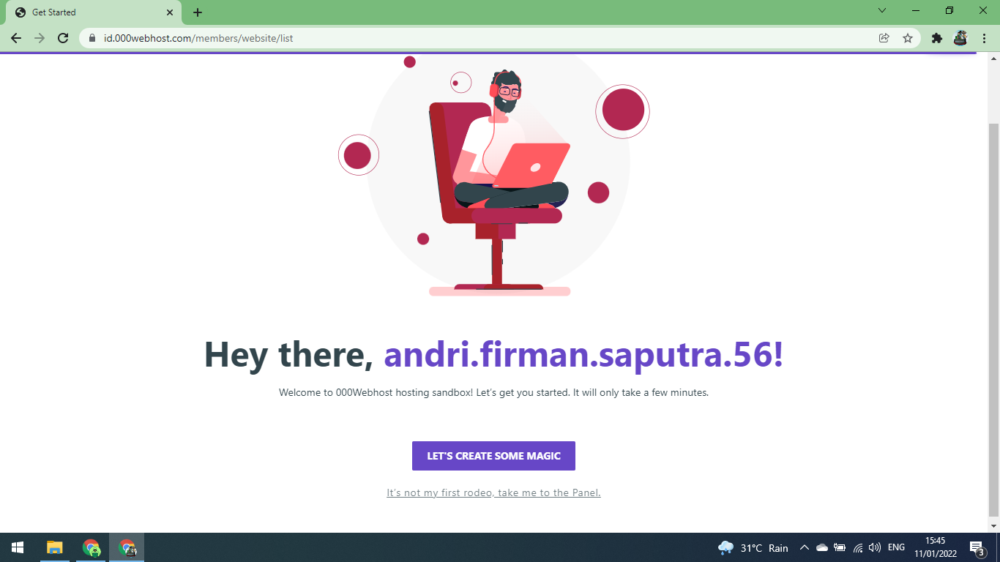 Get Started
id.000webhost.com/members/website/list
Hey there, andri.firman.saputra.56!
Welcome to 000Webhost hosting sandbox! Let's get you started. It will only take a few minutes.
LET'S CREATE SOME MAGIC
It's not my first rodeo, take me to the Panel.
31°C Rain
ENG
15:45
11/01/2022
3